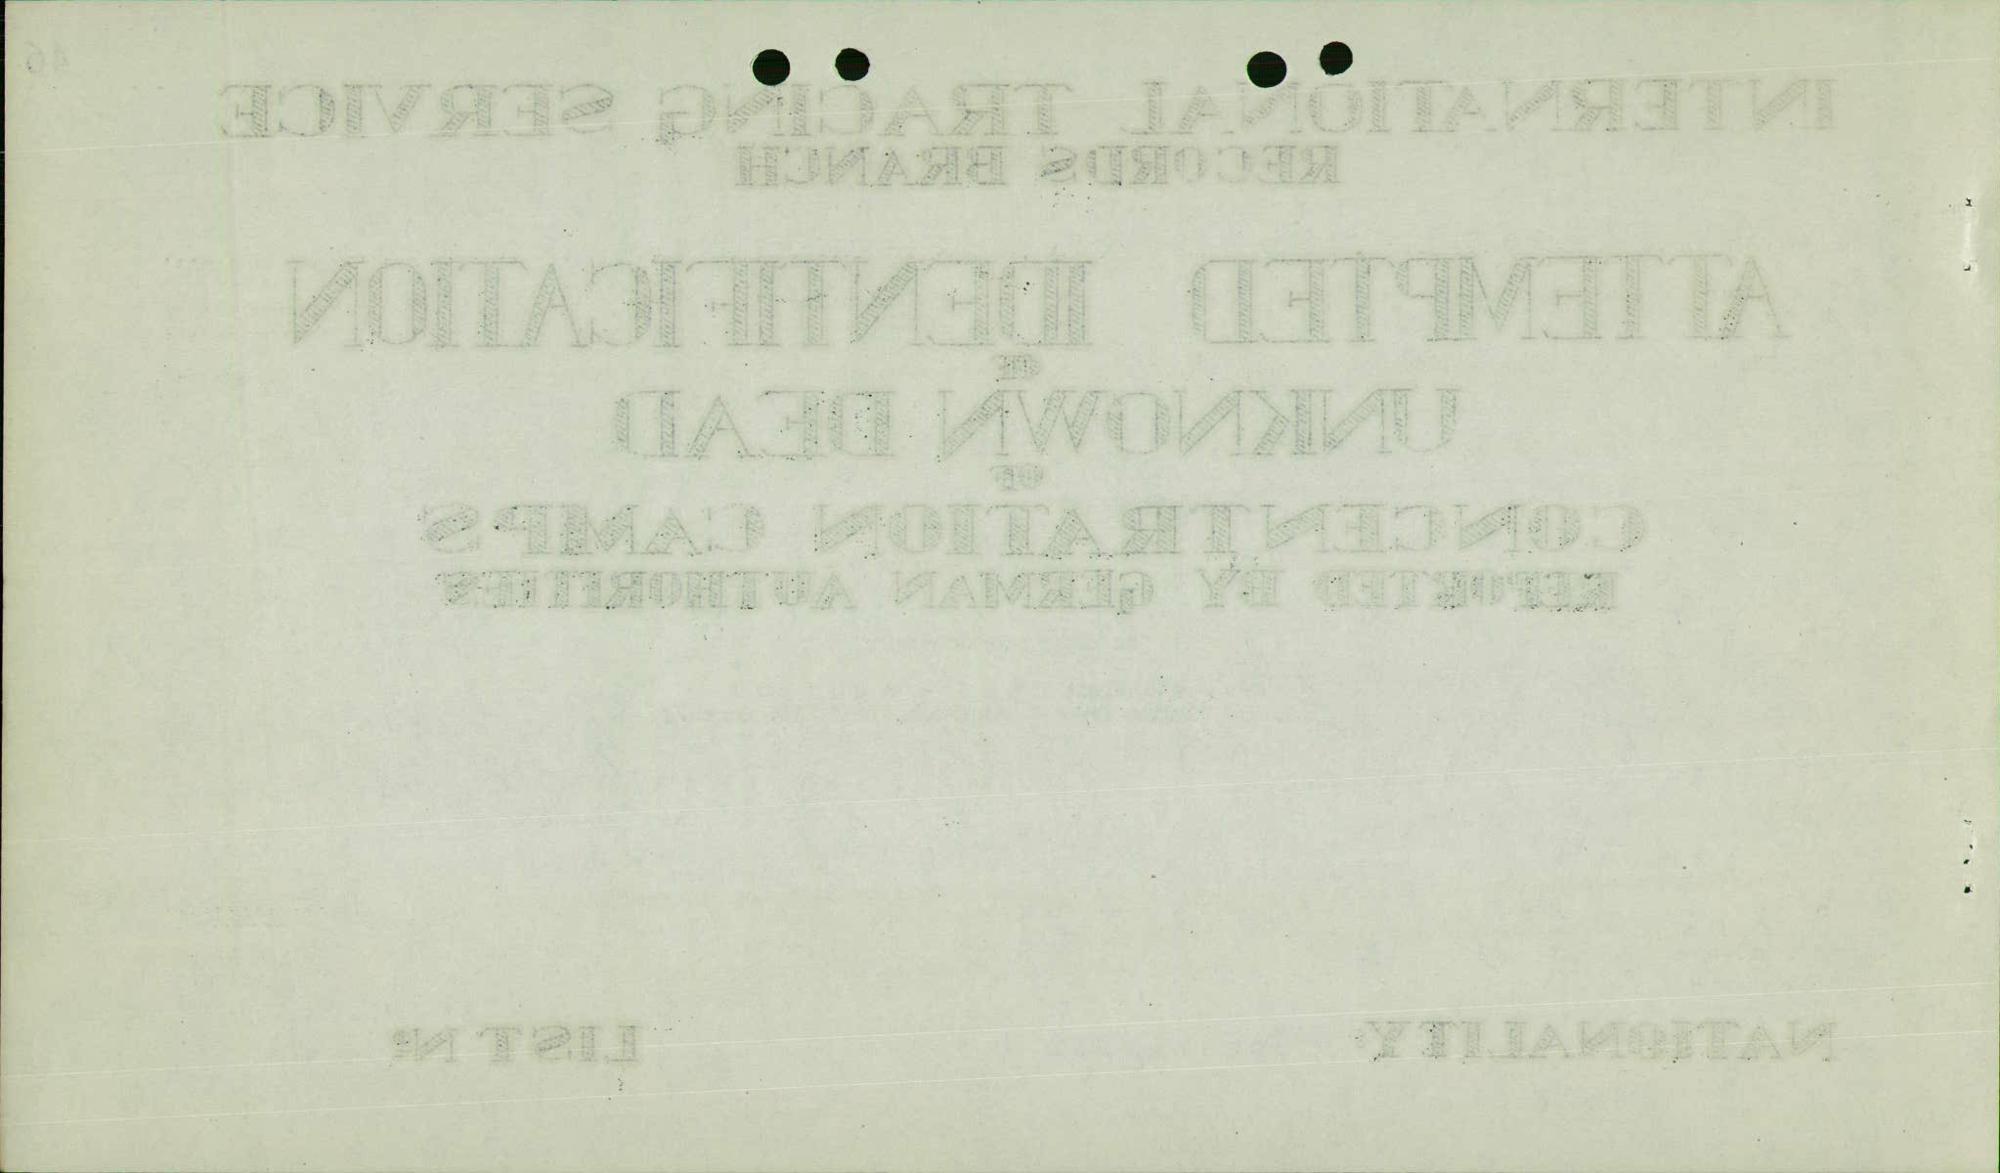 46
INTERNATIONAL TRACING SERVICE
RECORDS BRANCH
ATTEMPTED IDENTIFICATION
OF
UNKNOWN DEAD
OF
CONCENTRATION CAMPS
REPORTED BY GERMAN AUTHORITIES
NATIONALITY LIST Nº